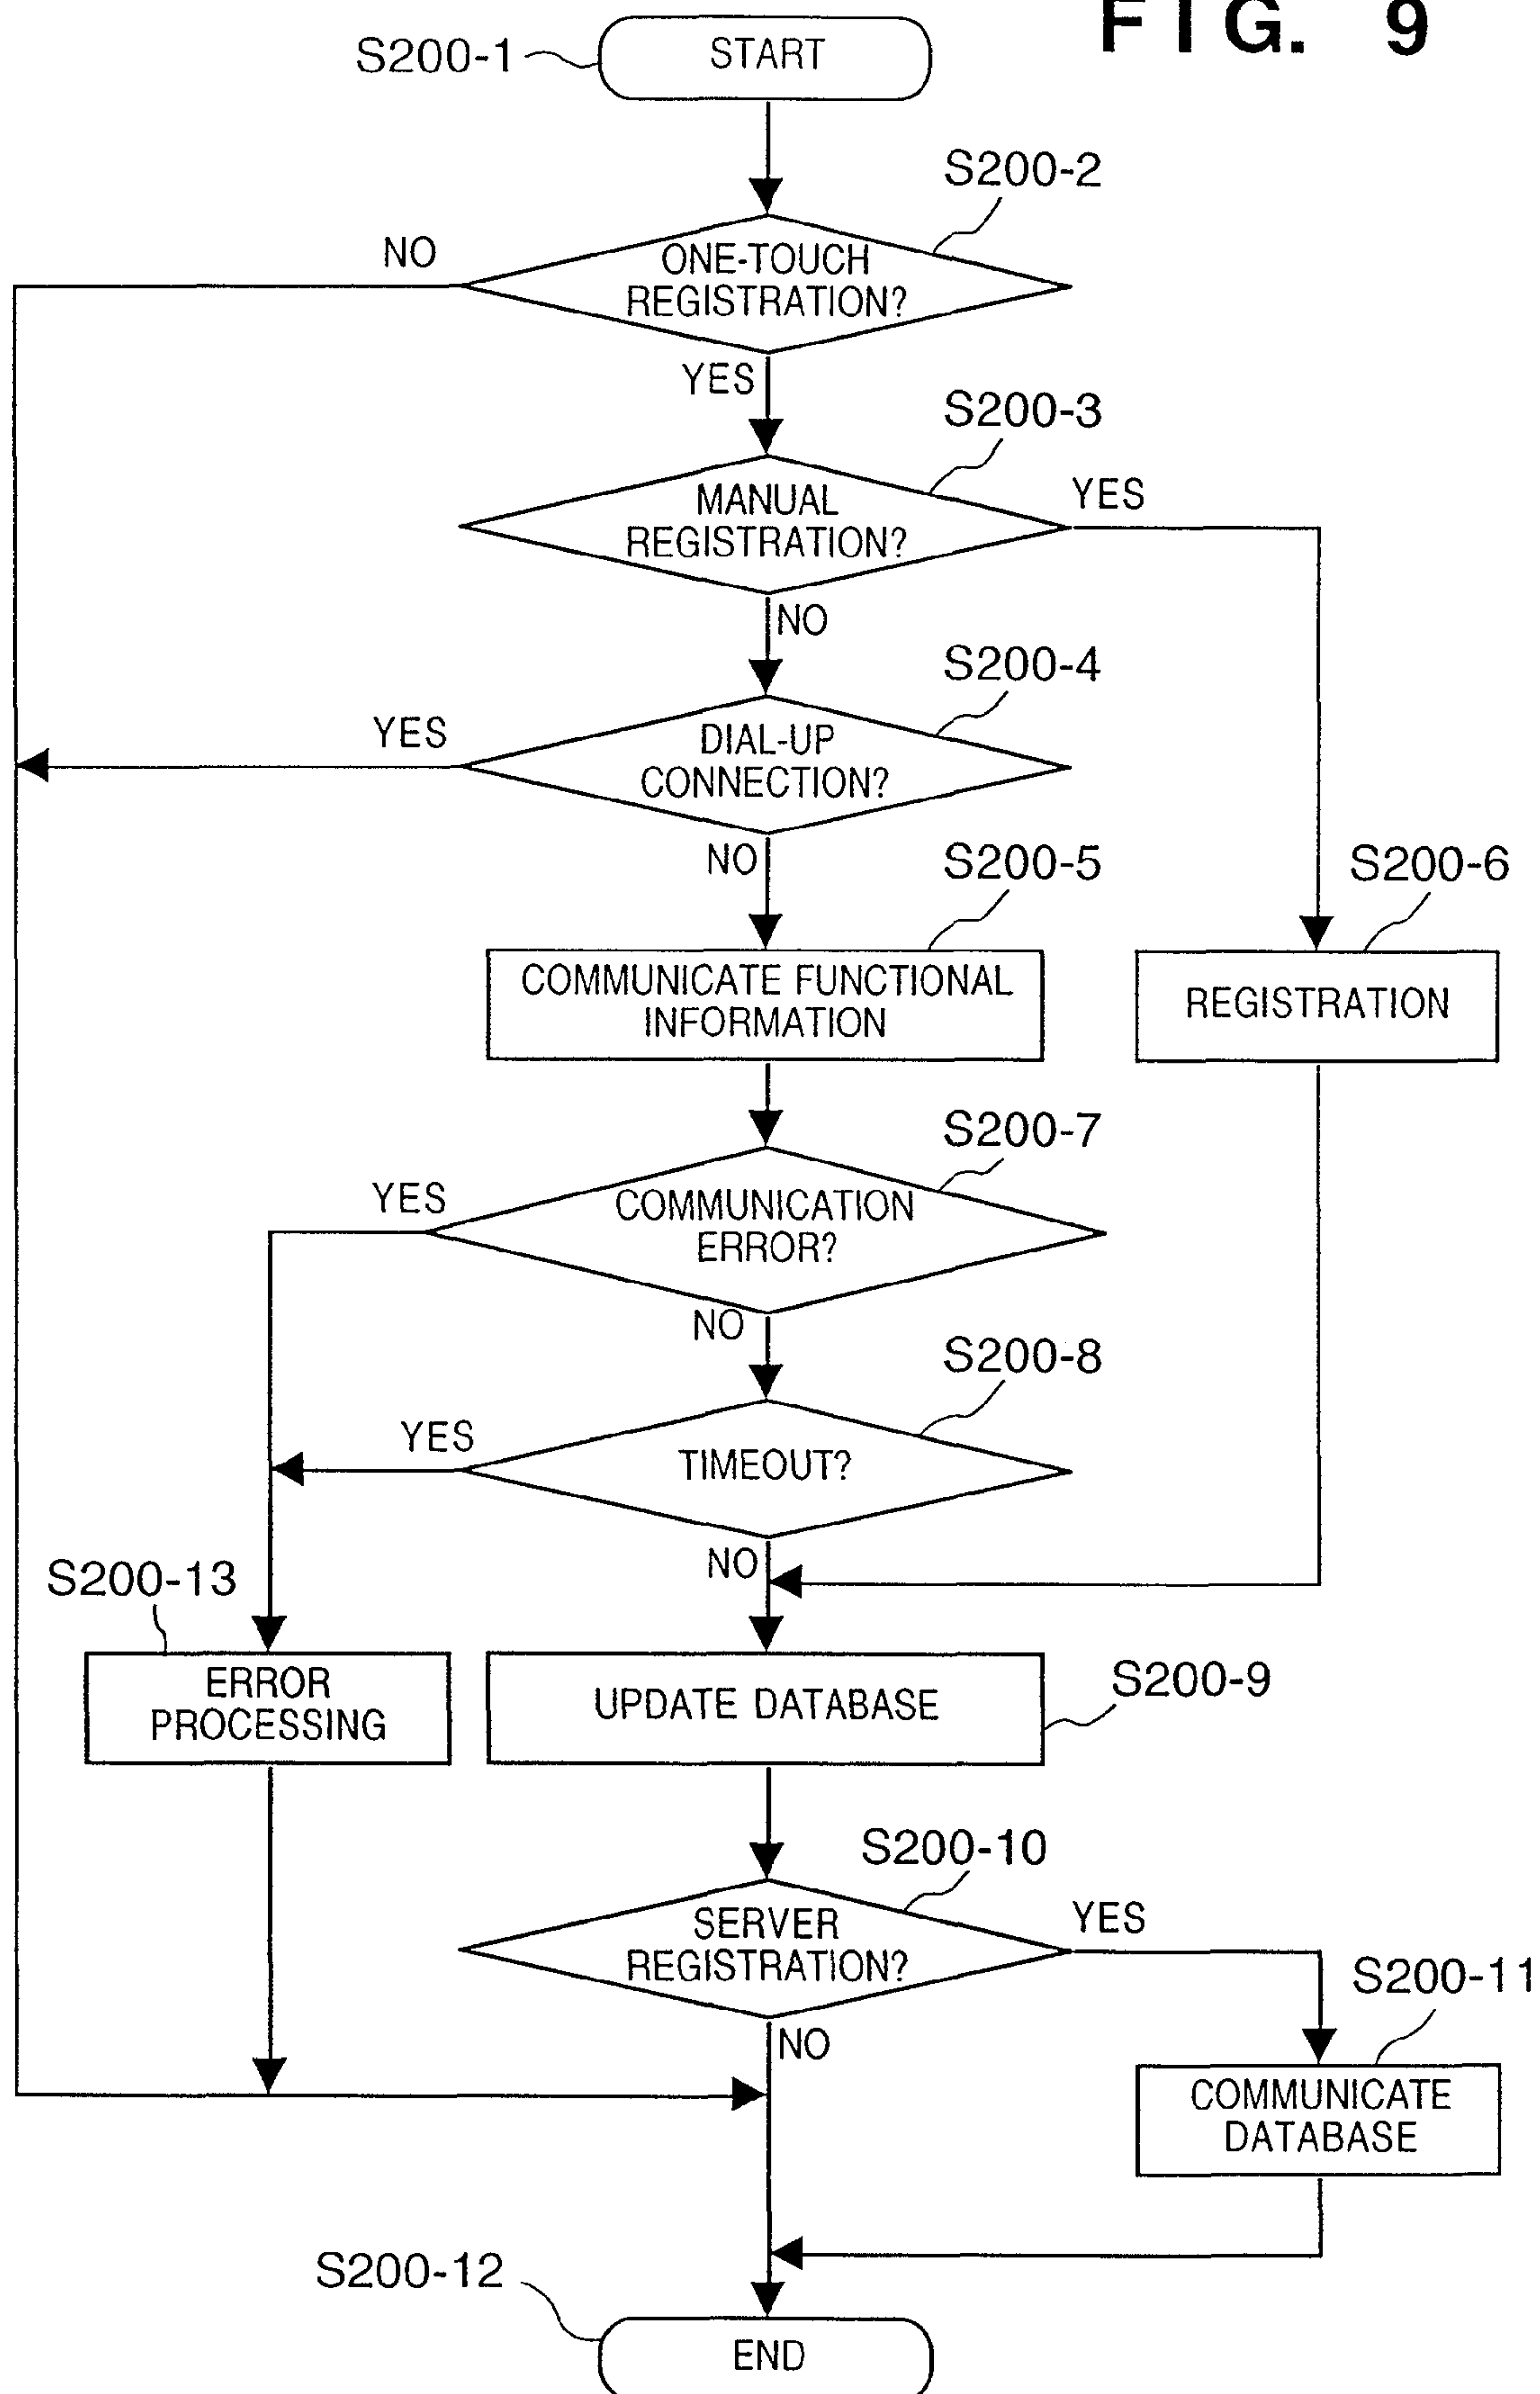 FIG. 9
S200-1
START
S200-2
NO
ONE-TOUCH
REGISTRATION?
YES
S200-3
MANUAL
REGISTRATION?
YES
NO
S200-4
YES
DIAL-UP
CONNECTION?
NO
S200-5
S200-6
COMMUNICATE FUNCTIONAL
INFORMATION
REGISTRATION
S200-7
YES
COMMUNICATION
ERROR?
NO
S200-8
YES
TIMEOUT?
NO
S200-13
ERROR
PROCESSING
UPDATE DATABASE
S200-9
S200-10
SERVER
REGISTRATION?
YES
S200-11
NO
COMMUNICATE
DATABASE
S200-12
END